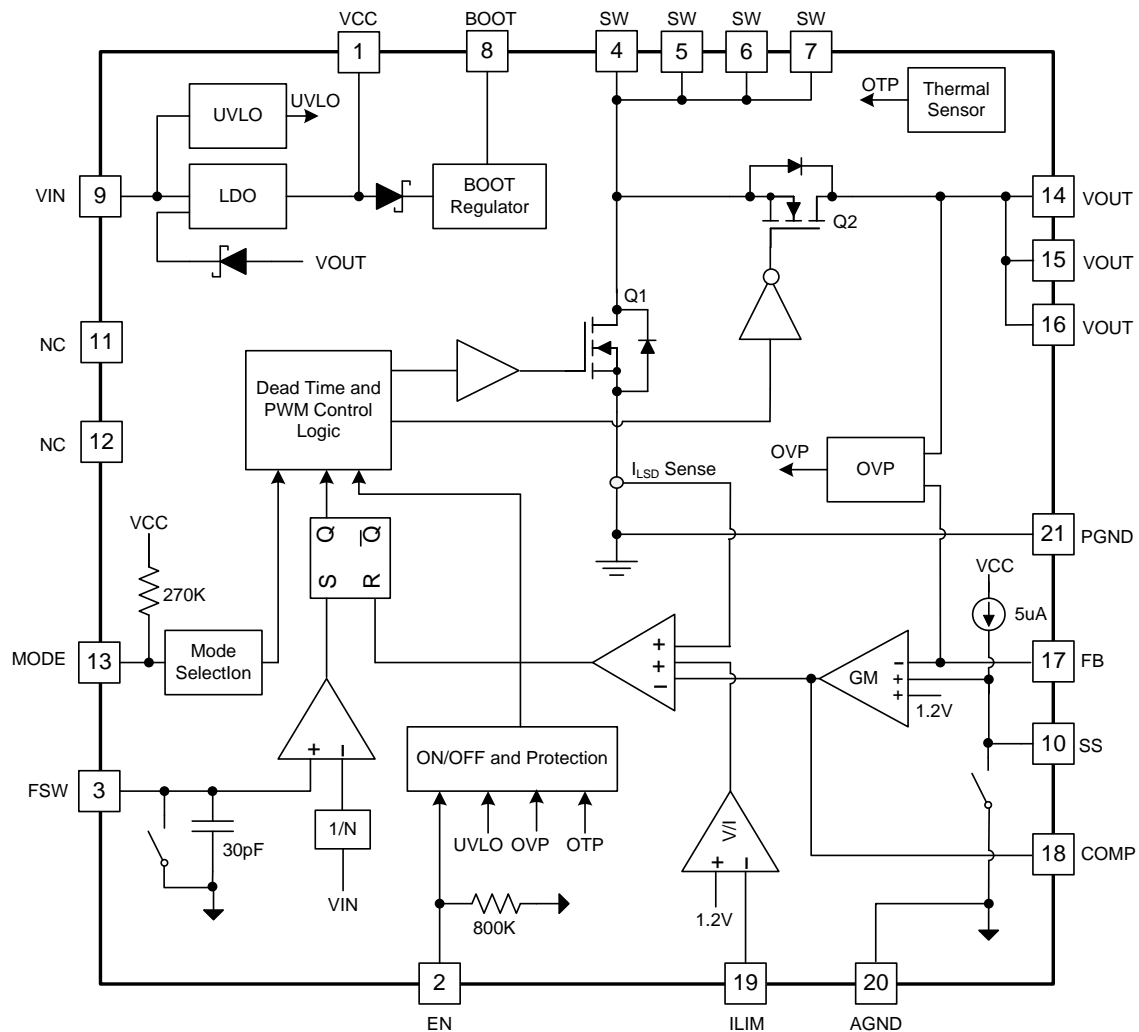 VCC
BOOT
SW
SW
SW
SW
1
8
4
5
6
7
UVLO
UVLO
OTP
Thermal
Sensor
VIN
9
LDO
BOOT
Regulator
VOUT
Q2
14
VOUT
15
VOUT
16
VOUT
NC
11
Q1
Dead Time and
PWM Control
Logic
NC
12
OVP
OVP
ILSD Sense
VCC
270K
Q
Q
S
R
21
PGND
VCC
5uA
MODE
13
Mode
SelectIon
+
+
−
GM
−
+
+
1.2V
17
FB
10
SS
FSW
3
+
−
ON/OFF and Protection
30pF
1/N
VIN
UVLO
OVP
OTP
V/I
+
−
1.2V
18
COMP
800K
2
19
20
EN
ILIM
AGND